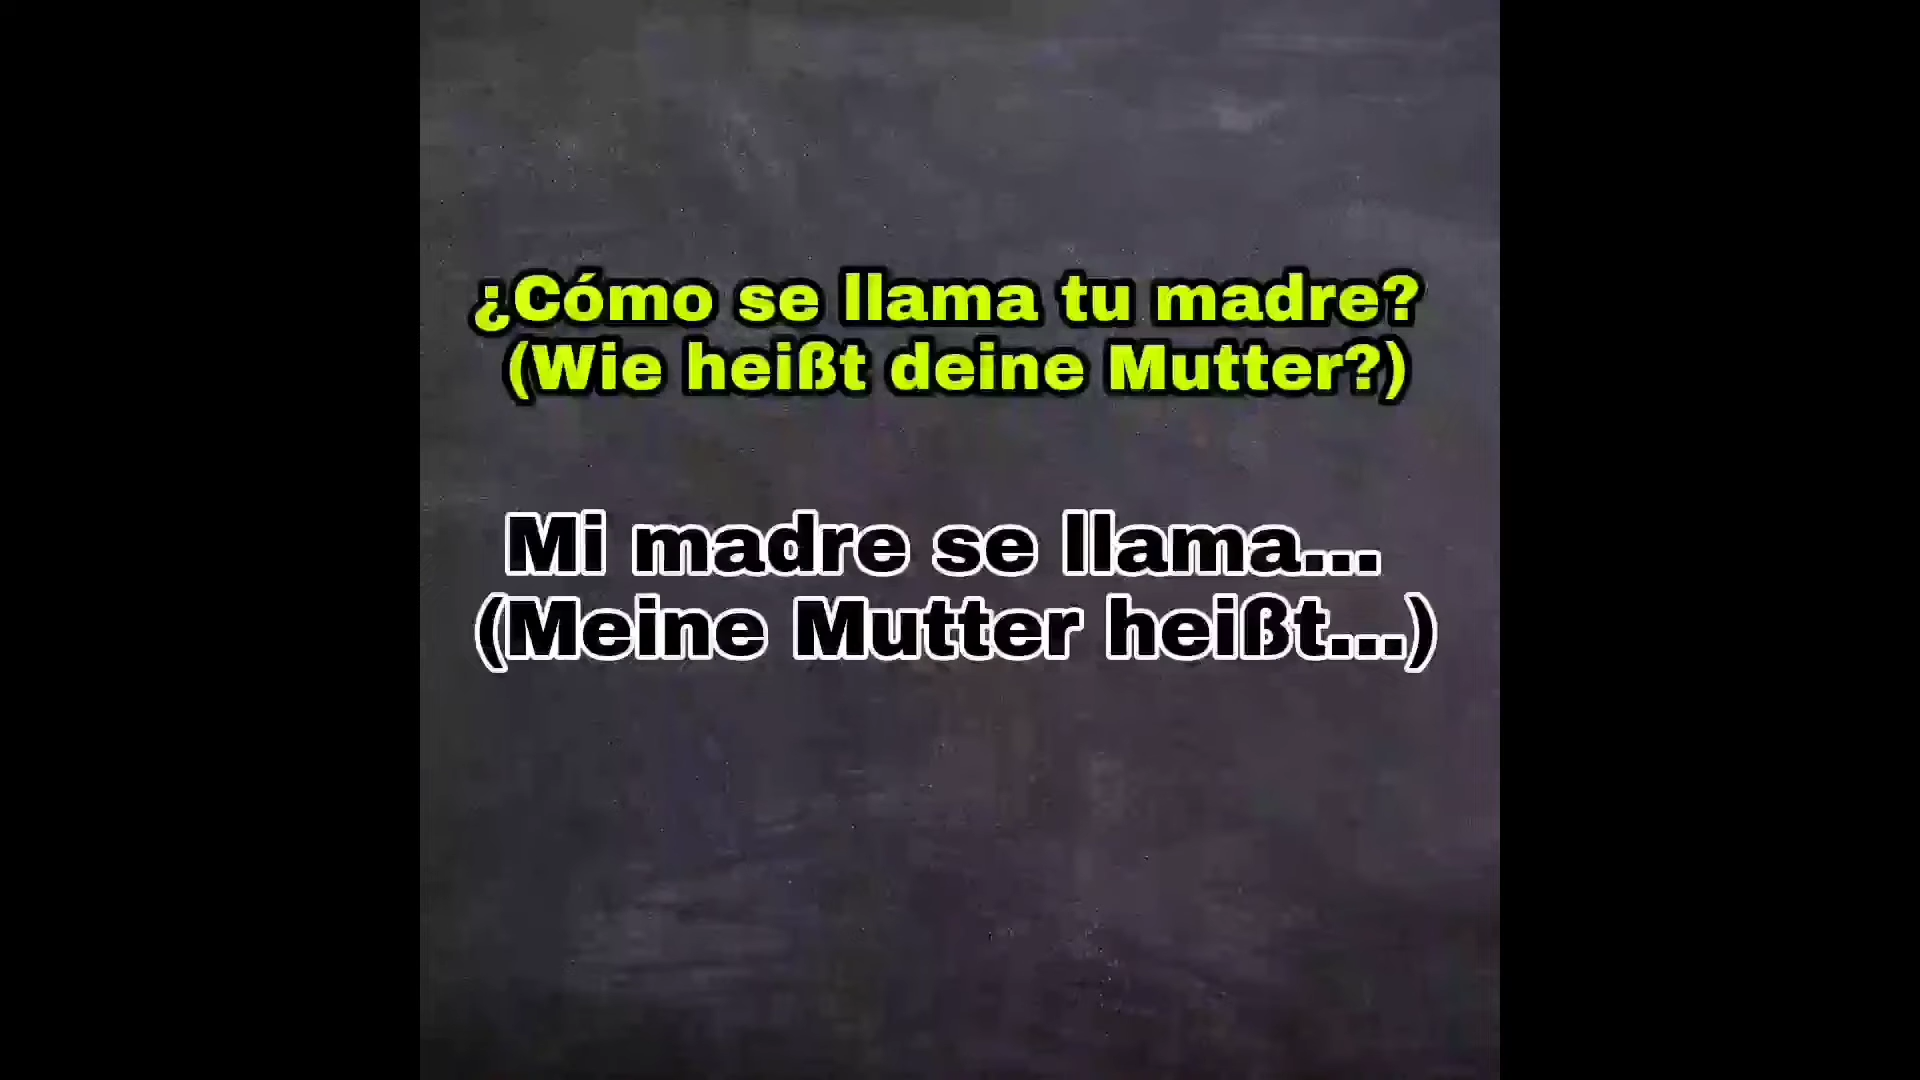 ¿Cómo se llama tu madre?
(Wie heißt deine Mutter?)
Mi madre se llama...
(Meine Mutter heißt...)